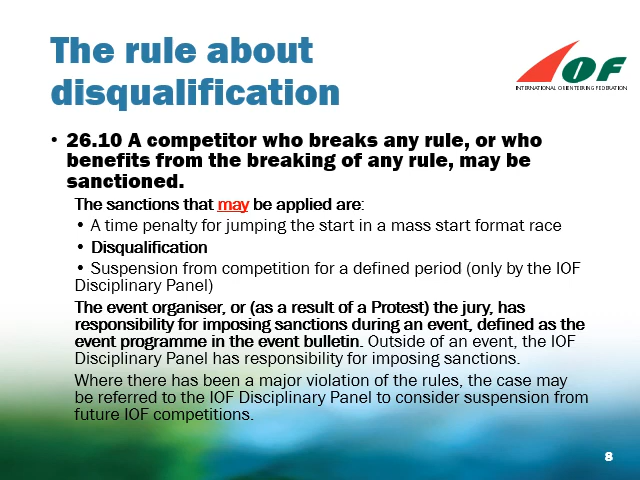 The rule about
disqualification
IOF
INTERNATIONAL ORIENTEERING FEDERATION
• 26.10 A competitor who breaks any rule, or who
benefits from the breaking of any rule, may be
sanctioned.
The sanctions that may be applied are:
• A time penalty for jumping the start in a mass start format race
• Disqualification
• Suspension from competition for a defined period (only by the IOF
Disciplinary Panel)
The event organiser, or (as a result of a Protest) the jury, has
responsibility for imposing sanctions during an event, defined as the
event programme in the event bulletin. Outside of an event, the IOF
Disciplinary Panel has responsibility for imposing sanctions.
Where there has been a major violation of the rules, the case may
be referred to the IOF Disciplinary Panel to consider suspension from
future IOF competitions.
8